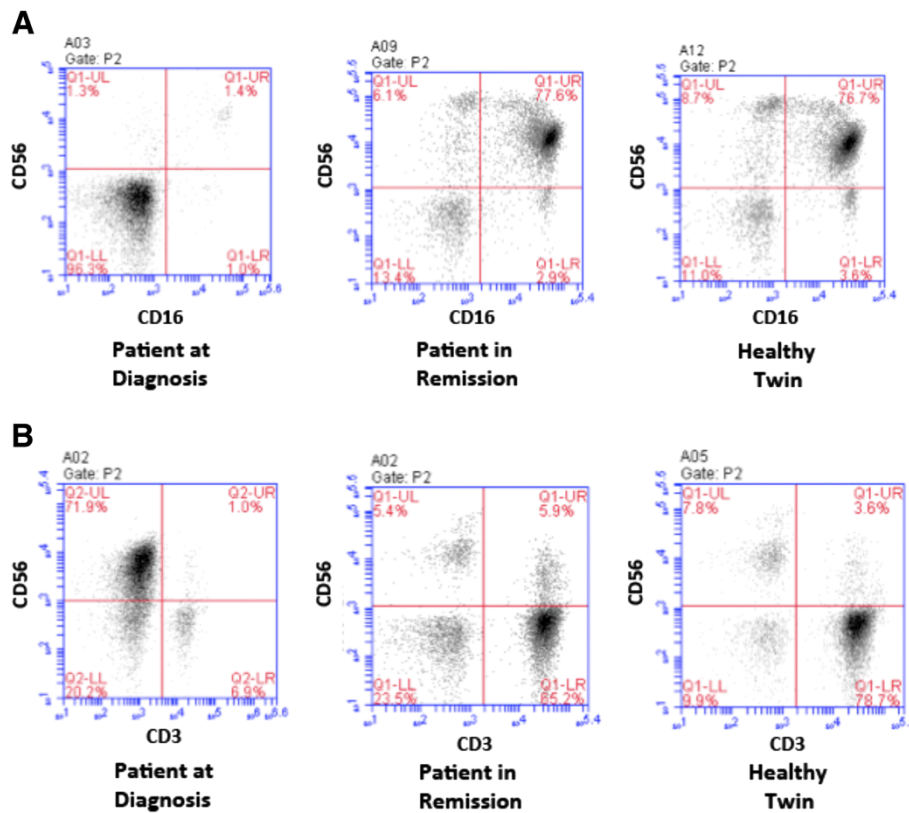 A
A03
Gate: P2
Q1-UL
1.3%
Q1-UR
1.4%
Q1-LL
96.3%
Q1-LR
1.0%
CD56
CD16
Patient at
Diagnosis
A09
Gate: P2
Q1-UL
6.1%
Q1-UR
77.6%
Q1-LL
13.4%
Q1-LR
2.9%
CD56
CD16
Patient in
Remission
A12
Gate: P2
Q1-UL
8.7%
Q1-UR
76.7%
Q1-LL
11.0%
Q1-LR
3.6%
CD56
CD16
Healthy
Twin
B
A02
Gate: P2
Q2-UL
71.9%
Q2-UR
1.0%
Q2-LL
20.2%
Q2-LR
6.9%
CD56
CD3
Patient at
Diagnosis
A02
Gate: P2
Q1-UL
5.4%
Q1-UR
5.9%
Q1-LL
23.5%
Q1-LR
65.2%
CD56
CD3
Patient in
Remission
A05
Gate: P2
Q1-UL
7.8%
Q1-UR
3.6%
Q1-LL
9.9%
Q1-LR
78.7%
CD56
CD3
Healthy
Twin